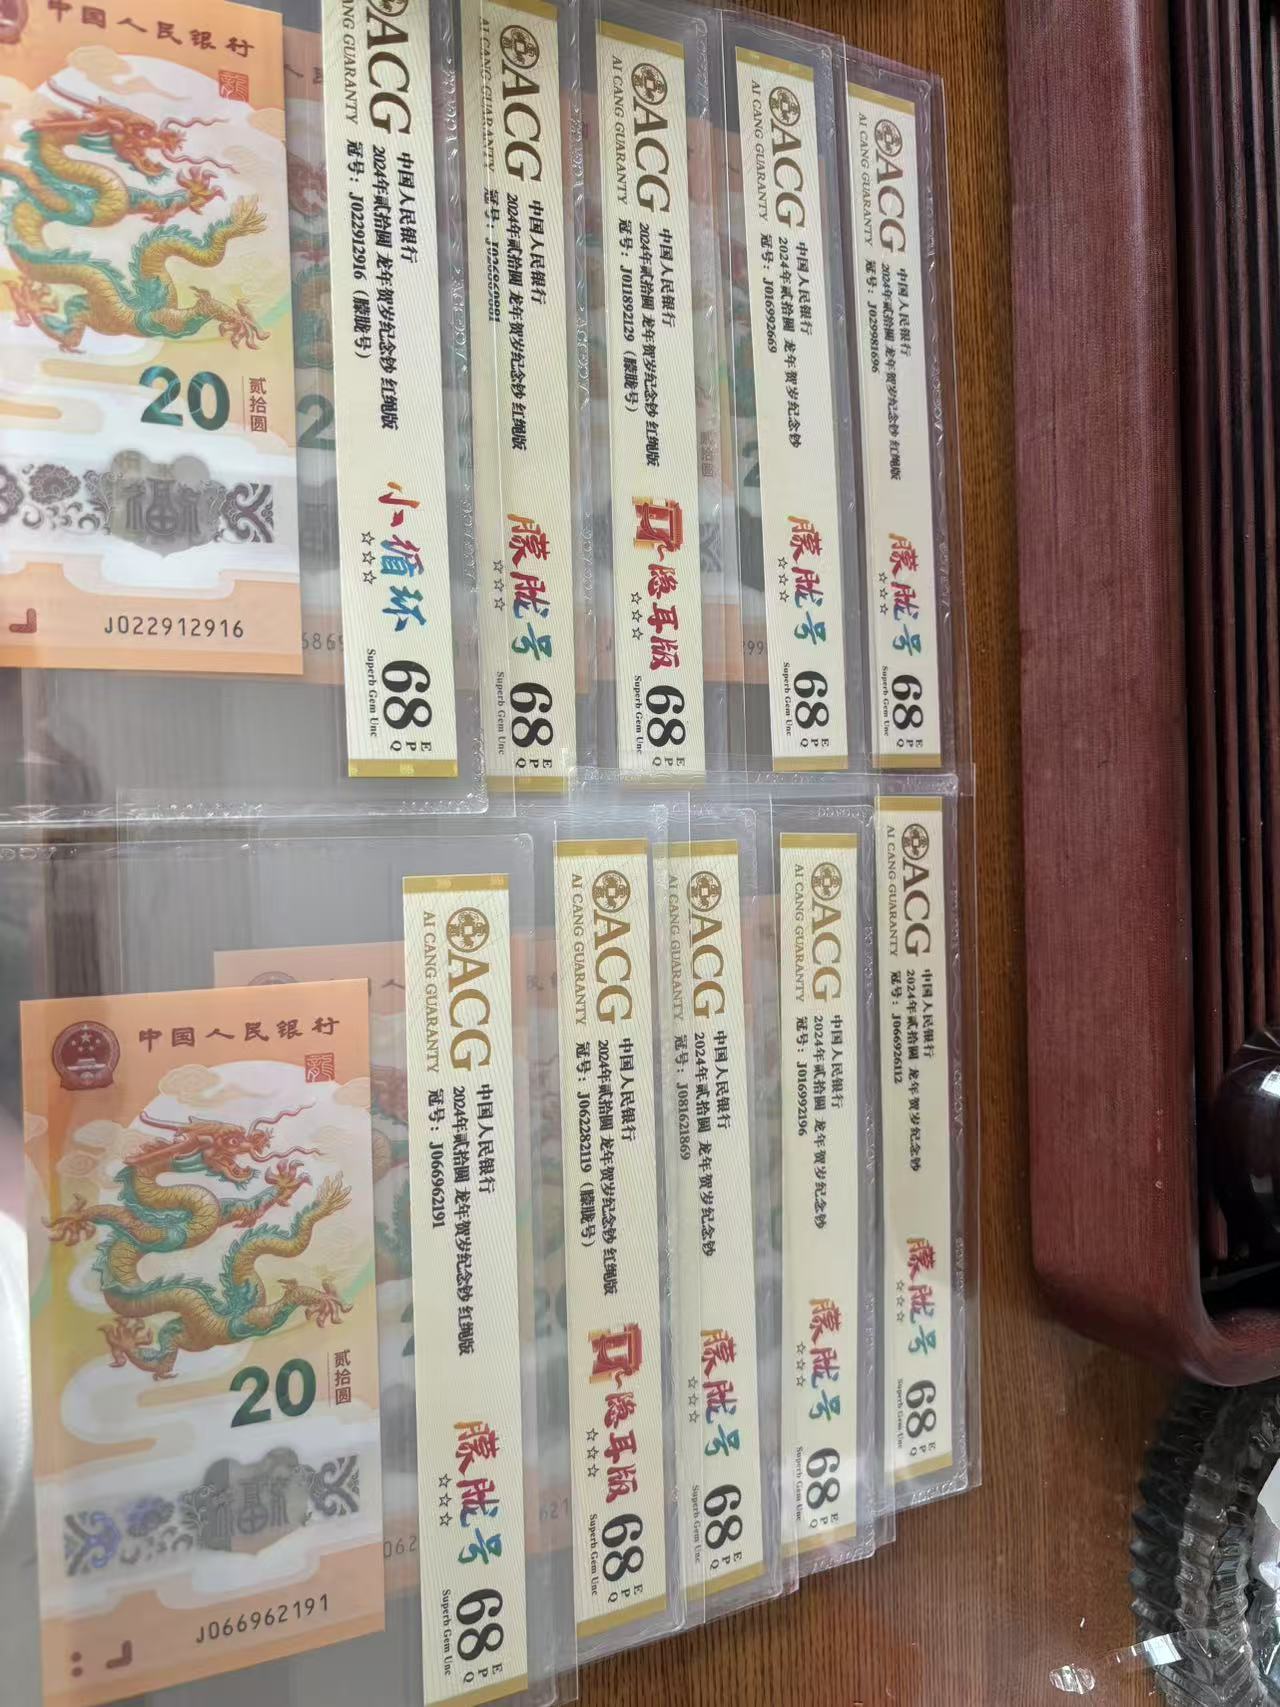 中国人民银行
20
贰拾圆
J022912916
ACG
AI CANG GUARANTY
中国人民银行
2024年贰拾圆 龙年贺岁纪念钞 红绳版
冠号：J022912916（朦胧号）
小循环
☆☆☆
68
EPQ
Superb Gem Unc
ACG
AI CANG GUARANTY
中国人民银行
2024年贰拾圆 龙年贺岁纪念钞 红绳版
冠号：
朦胧号
☆☆☆
68
EPQ
Superb Gem Unc
ACG
AI CANG GUARANTY
中国人民银行
2024年贰拾圆 龙年贺岁纪念钞 红绳版
冠号：J011892129（朦胧号）
隐耳版
☆☆☆
68
EPQ
Superb Gem Unc
ACG
AI CANG GUARANTY
中国人民银行
2024年贰拾圆 龙年贺岁纪念钞
冠号：J016992669
朦胧号
☆☆☆
68
EPQ
Superb Gem Unc
ACG
AI CANG GUARANTY
中国人民银行
2024年贰拾圆 龙年贺岁纪念钞 红绳版
冠号：J029981696
朦胧号
☆☆☆
68
EPQ
Superb Gem Unc
中国人民银行
20
贰拾圆
J066962191
ACG
AI CANG GUARANTY
中国人民银行
2024年贰拾圆 龙年贺岁纪念钞 红绳版
冠号：J066962191
朦胧号
☆☆☆
68
EPQ
Superb Gem Unc
ACG
AI CANG GUARANTY
中国人民银行
2024年贰拾圆 龙年贺岁纪念钞 红绳版
冠号：J062282119（朦胧号）
隐耳版
☆☆☆
68
EPQ
Superb Gem Unc
ACG
AI CANG GUARANTY
中国人民银行
2024年贰拾圆 龙年贺岁纪念钞
冠号：J081621869
朦胧号
☆☆☆
68
EPQ
Superb Gem Unc
ACG
AI CANG GUARANTY
中国人民银行
2024年贰拾圆 龙年贺岁纪念钞
冠号：J016992196
朦胧号
☆☆☆
68
EPQ
Superb Gem Unc
ACG
AI CANG GUARANTY
中国人民银行
2024年贰拾圆 龙年贺岁纪念钞
冠号：J066926112
朦胧号
☆☆☆
68
EPQ
Superb Gem Unc